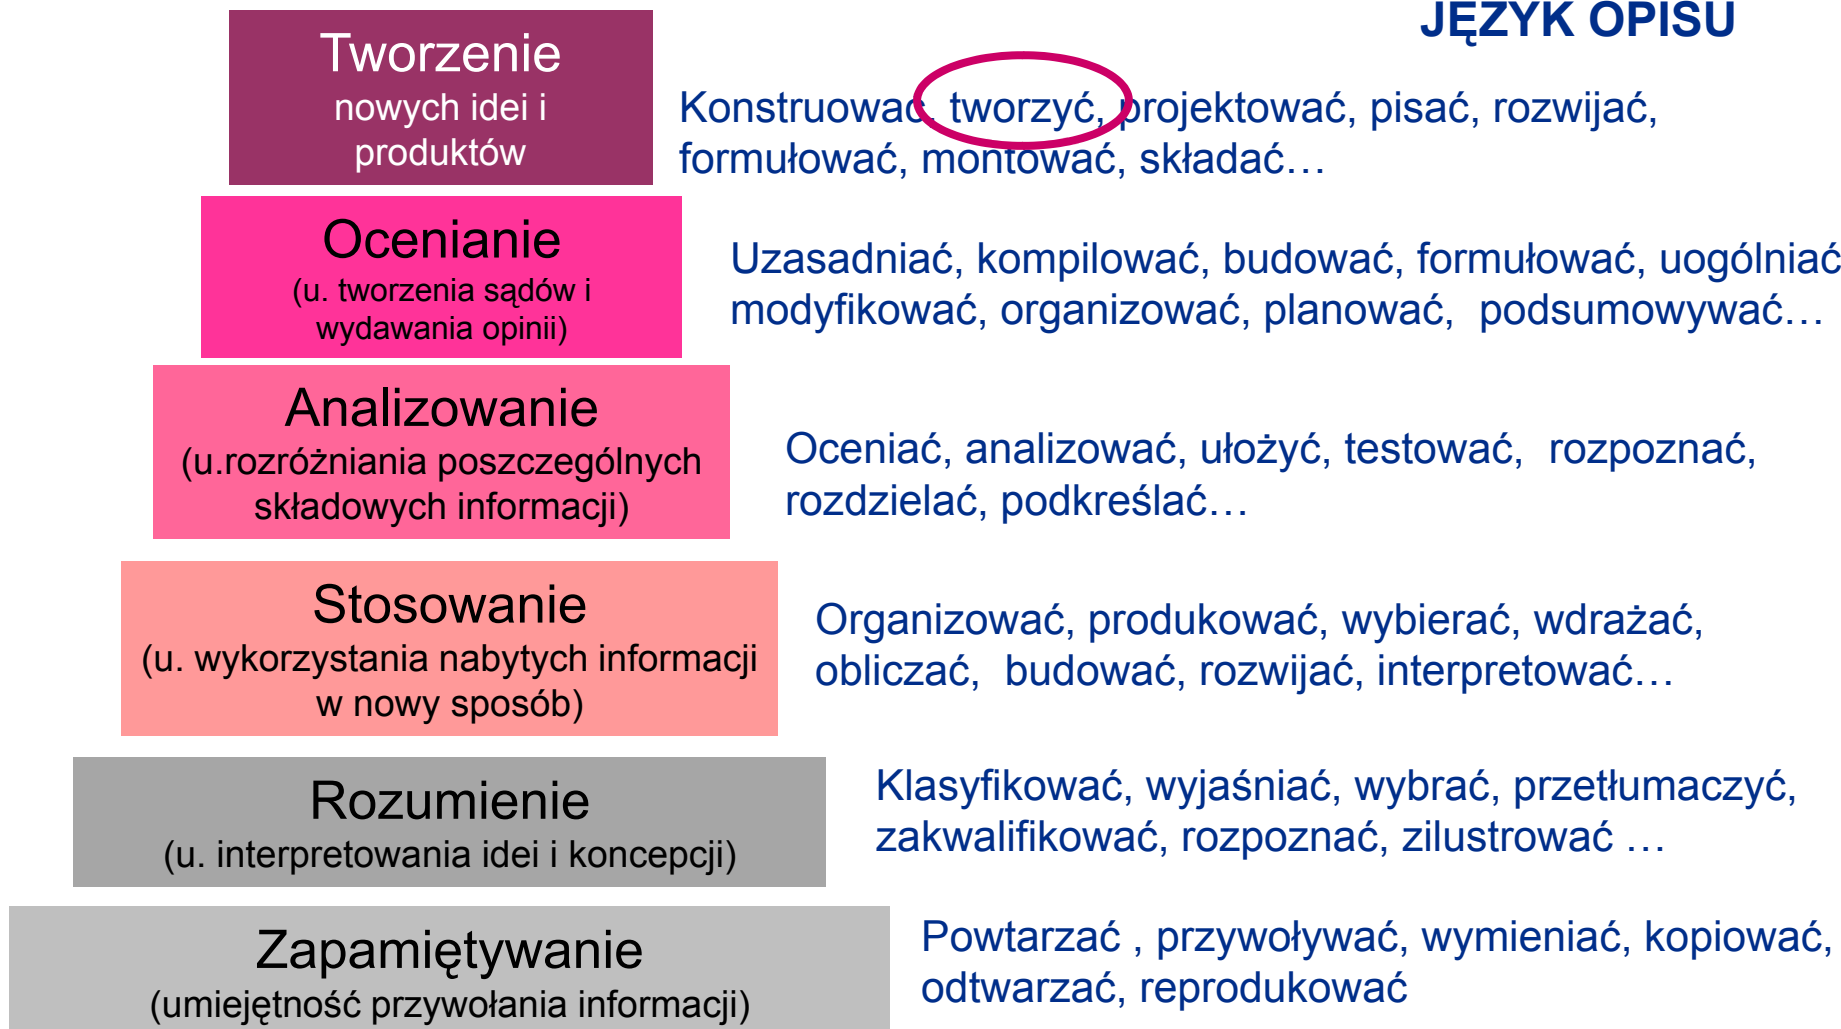 JĘZYK OPISU
Tworzenie
nowych idei i
produktów
Konstruować, tworzyć, projektować, pisać, rozwijać,
formułować, montować, składać…
Ocenianie
(u. tworzenia sądów i
wydawania opinii)
Uzasadniać, kompilować, budować, formułować, uogólniać
modyfikować, organizować, planować, podsumowywać…
Analizowanie
(u.rozróżniania poszczególnych
składowych informacji)
Oceniać, analizować, ułożyć, testować, rozpoznać,
rozdzielać, podkreślać…
Stosowanie
(u. wykorzystania nabytych informacji
w nowy sposób)
Organizować, produkować, wybierać, wdrażać,
obliczać, budować, rozwijać, interpretować…
Rozumienie
(u. interpretowania idei i koncepcji)
Klasyfikować, wyjaśniać, wybrać, przetłumaczyć,
zakwalifikować, rozpoznać, zilustrować …
Zapamiętywanie
(umiejętność przywołania informacji)
Powtarzać , przywoływać, wymieniać, kopiować,
odtwarzać, reprodukować